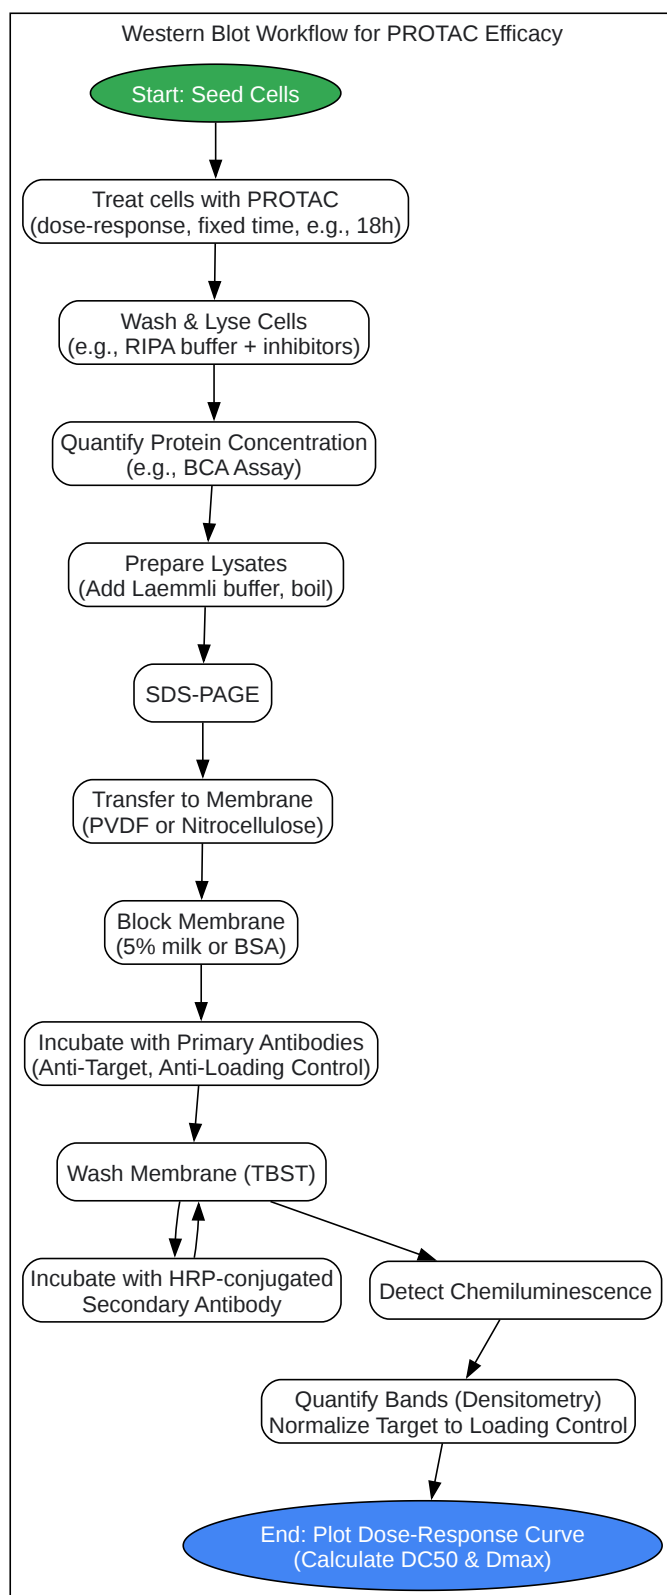 Western Blot Workflow for PROTAC Efficacy
Start: Seed Cells
Treat cells with PROTAC
(dose-response, fixed time, e.g., 18h)
Wash & Lyse Cells
(e.g., RIPA buffer + inhibitors)
Quantify Protein Concentration
(e.g., BCA Assay)
Prepare Lysates
(Add Laemmli buffer, boil)
SDS-PAGE
Transfer to Membrane
(PVDF or Nitrocellulose)
Block Membrane
(5% milk or BSA)
Incubate with Primary Antibodies
(Anti-Target, Anti-Loading Control)
Wash Membrane (TBST)
Incubate with HRP-conjugated
Secondary Antibody
Detect Chemiluminescence
Quantify Bands (Densitometry)
Normalize Target to Loading Control
End: Plot Dose-Response Curve
(Calculate DC50 & Dmax)